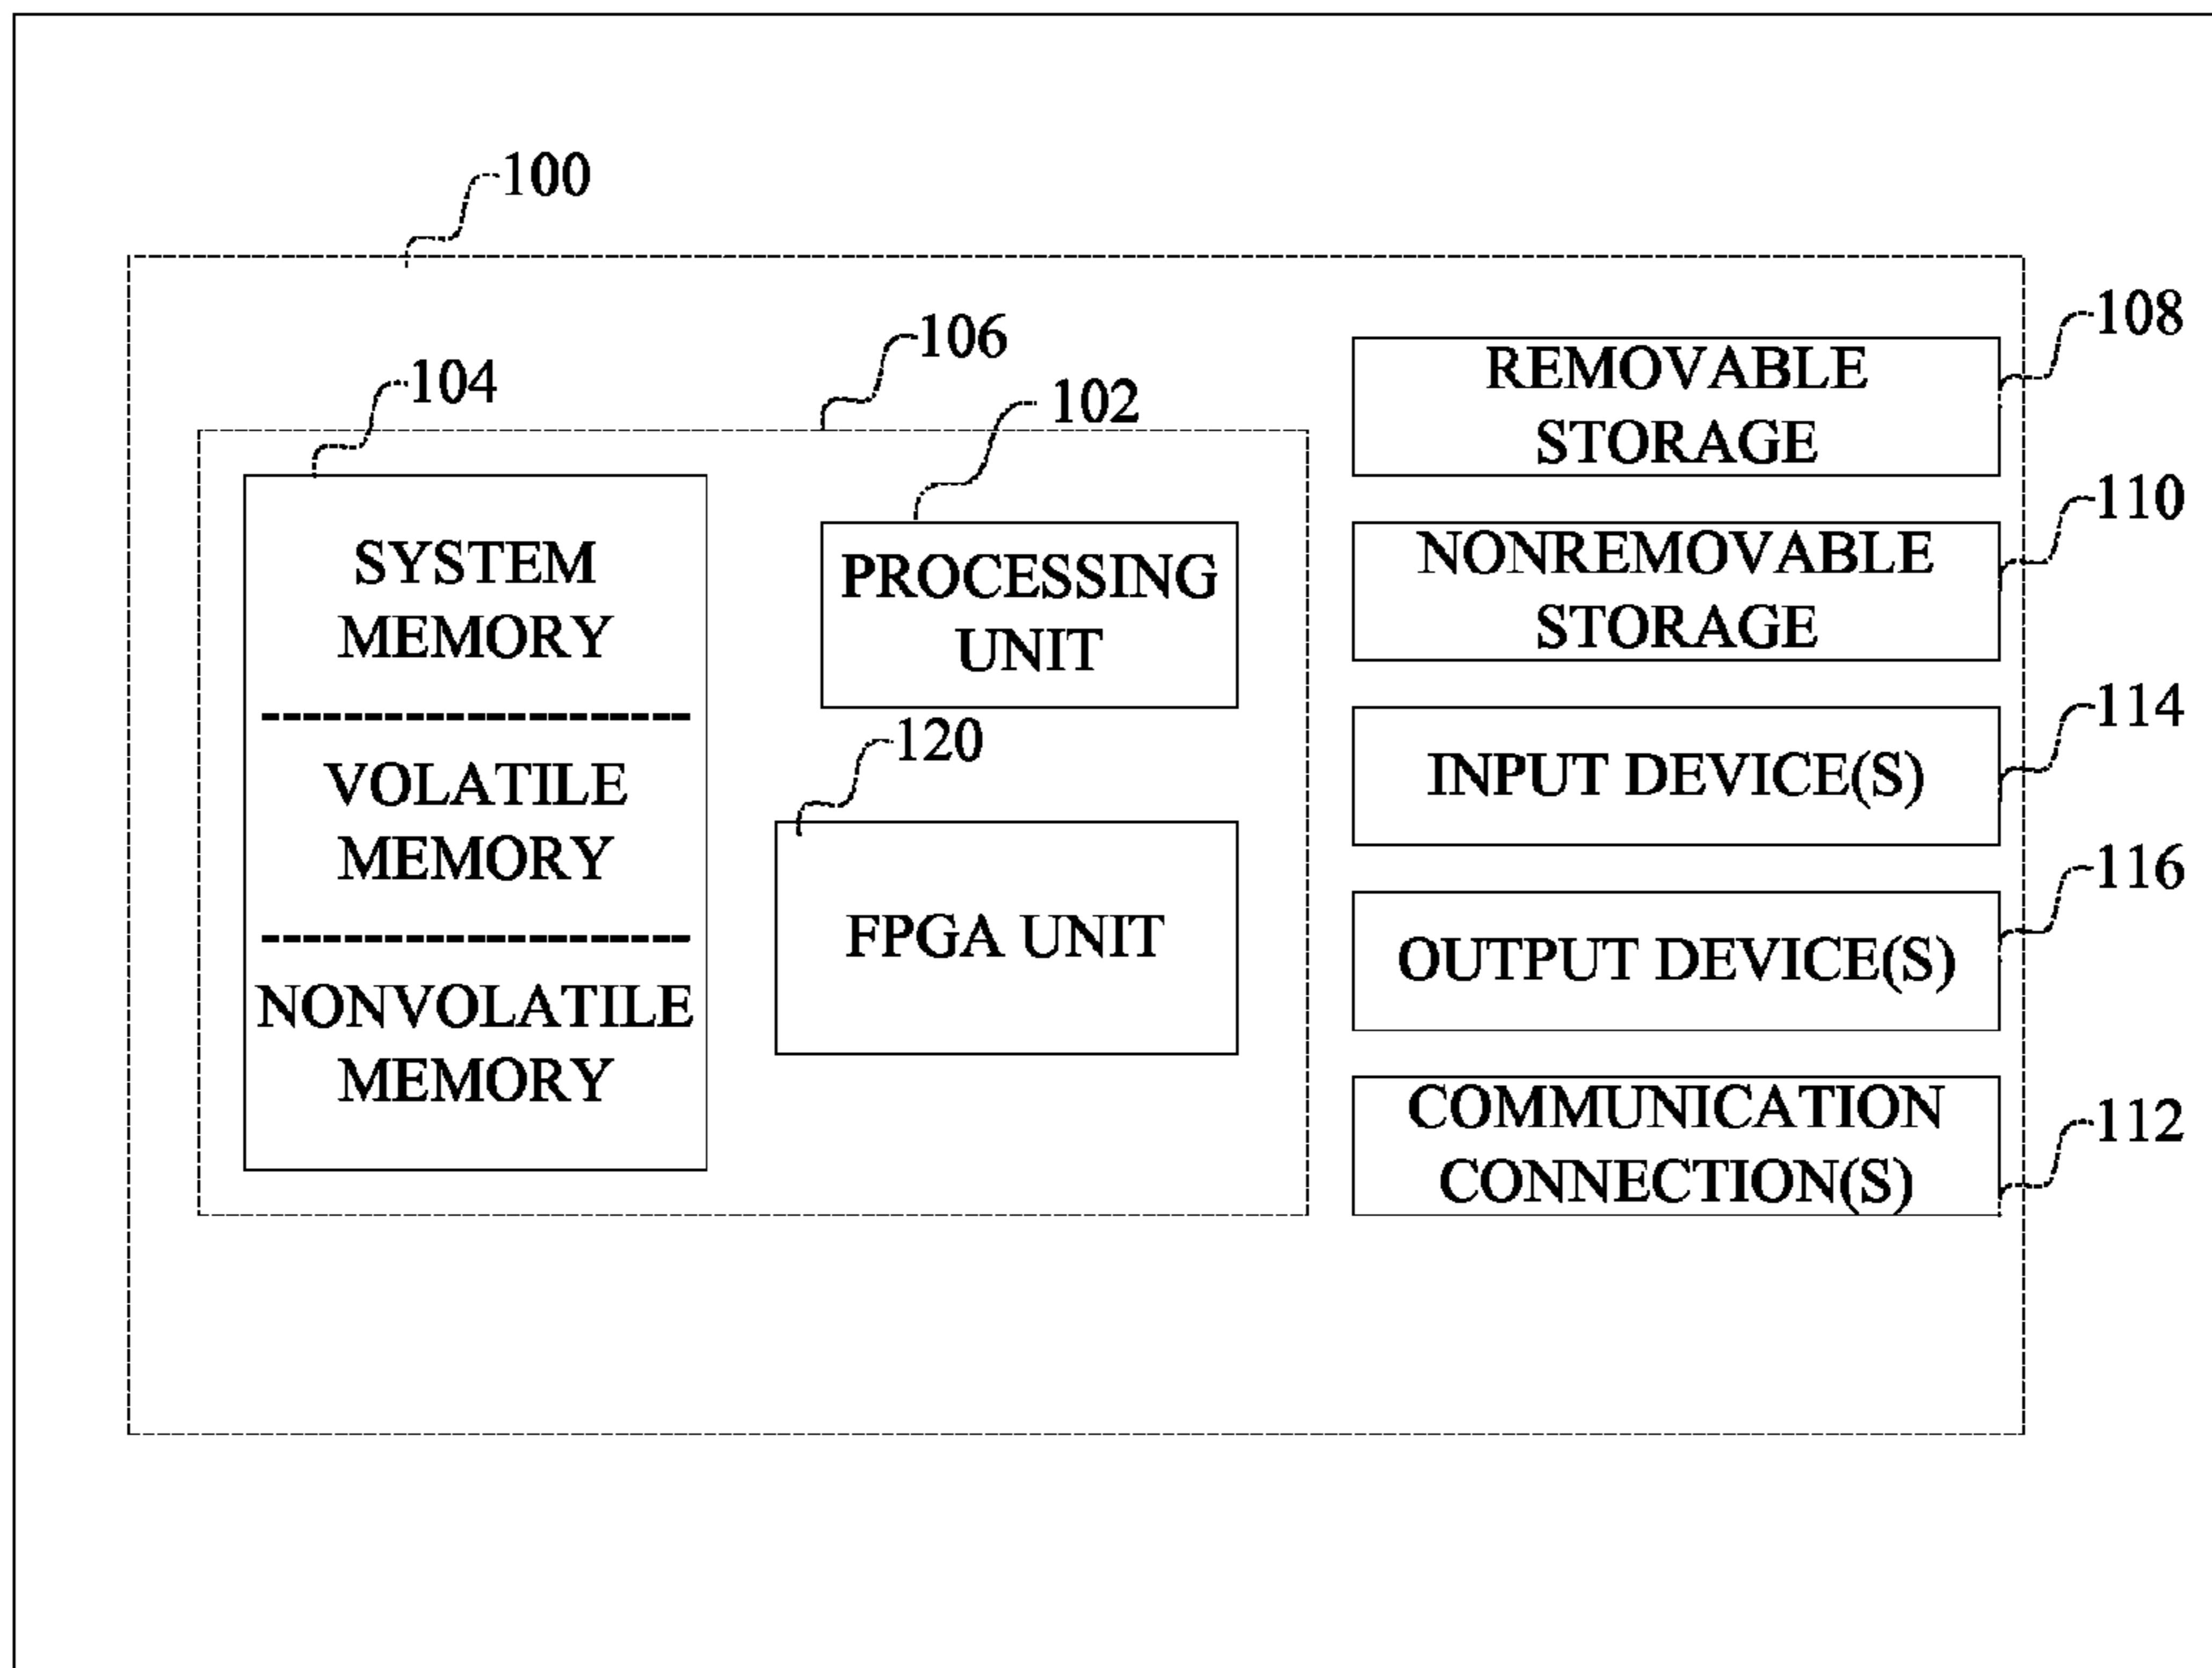 100
106
104
102
108
SYSTEM
MEMORY
VOLATILE
MEMORY
NONVOLATILE
MEMORY
PROCESSING
UNIT
120
FPGA UNIT
REMOVABLE
STORAGE
110
NONREMOVABLE
STORAGE
114
INPUT DEVICE(S)
116
OUTPUT DEVICE(S)
COMMUNICATION
CONNECTION(S)
112